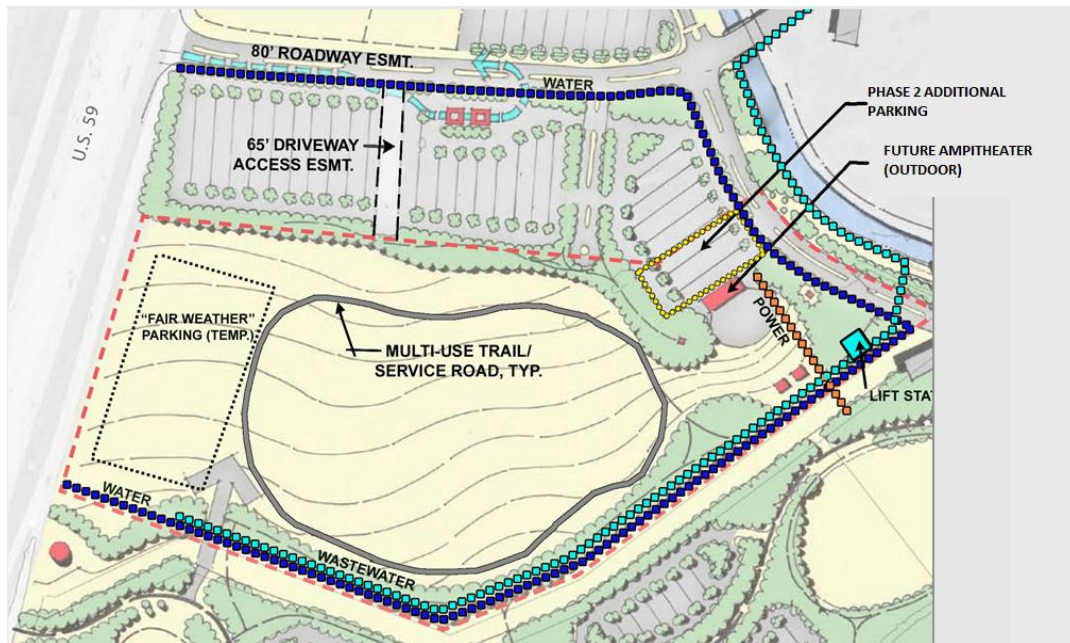 80' ROADWAY ESMT.
WATER
PHASE 2 ADDITIONAL
PARKING
U.S. 59
65' DRIVEWAY
ACCESS ESMT.
FUTURE AMPITHEATER
(OUTDOOR)
"FAIR WEATHER"
PARKING (TEMP.)
POWER
MULTI-USE TRAIL/
SERVICE ROAD, TYP.
LIFT STA
WATER
WASTEWATER